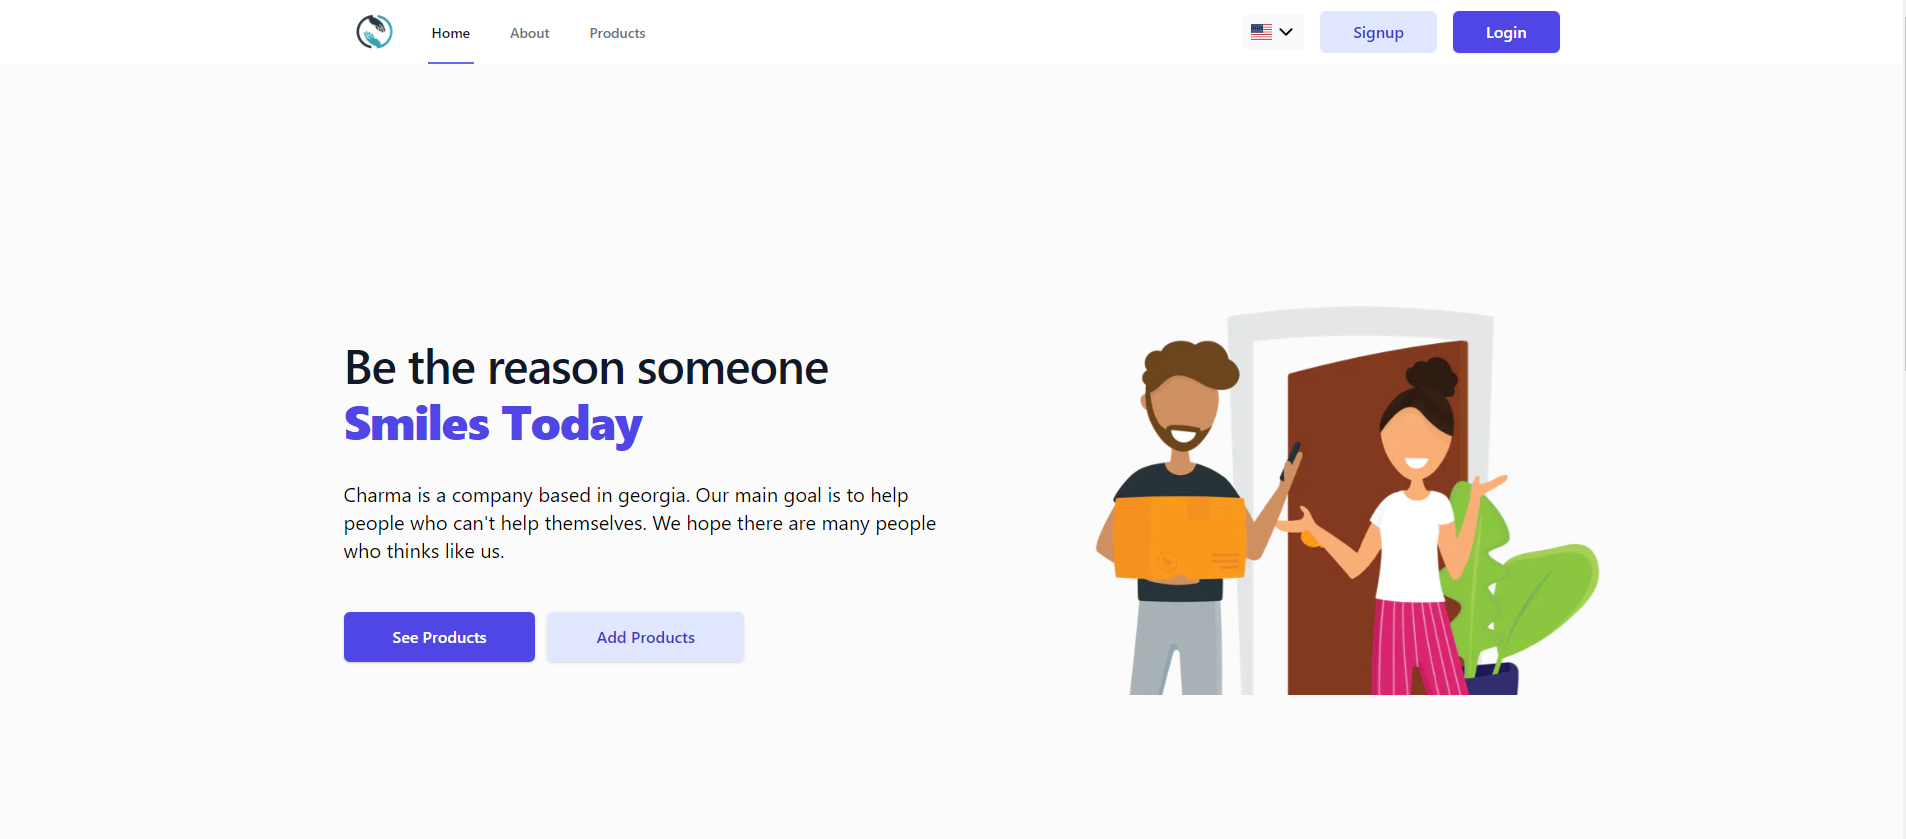 Home About Products Signup Login
Be the reason someone
Smiles Today
Charma is a company based in georgia. Our main goal is to help
people who can't help themselves. We hope there are many people
who thinks like us.
See Products Add Products